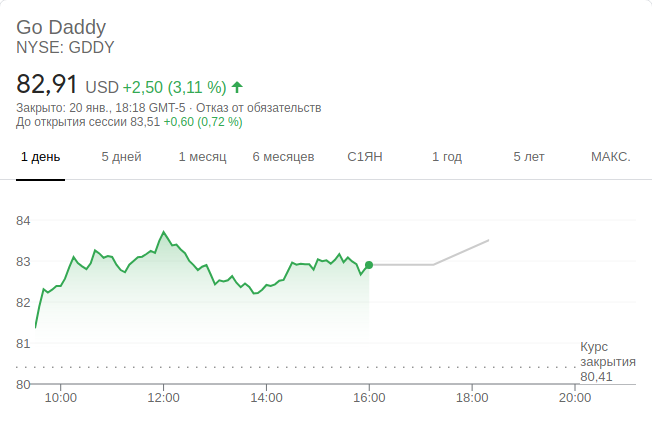 Go Daddy
NYSE: GDDY
82,91 USD +2,50 (3,11 %)
Закрыто: 20 янв., 18:18 GMT-5 · Отказ от обязательств
До открытия сессии 83,51 +0,60 (0,72 %)
1 день 5 дней 1 месяц 6 месяцев С1ЯН 1 год 5 лет МАКС.
84
83
82
81
Курс
закрытия
80,41
80
10:00 12:00 14:00 16:00 18:00 20:00